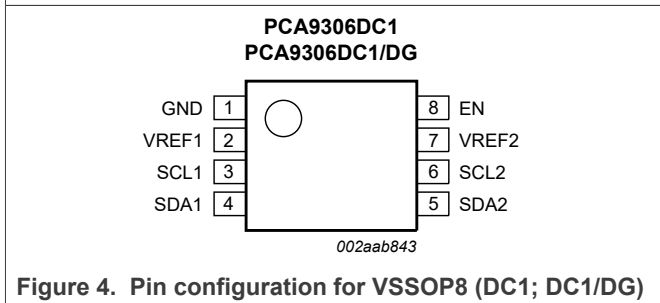 PCA9306DC1
PCA9306DC1/DG
GND 1 8 EN
VREF1 2 7 VREF2
SCL1 3 6 SCL2
SDA1 4 5 SDA2
002aab843
Figure 4. Pin configuration for VSSOP8 (DC1; DC1/DG)